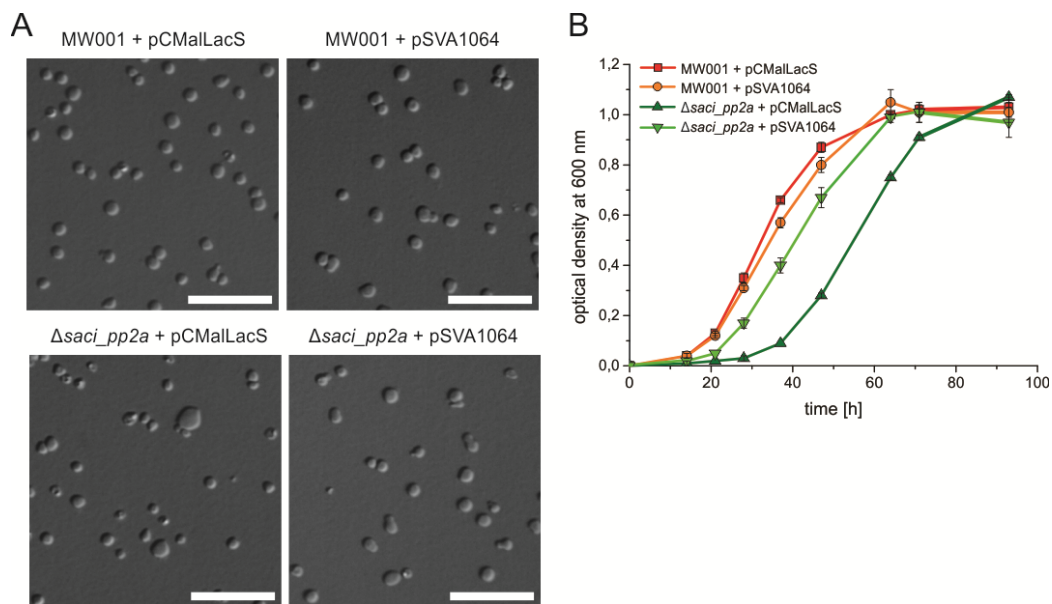 A
MW001 + pCMalLacS
MW001 + pSVA1064
Δsaci_pp2a + pCMalLacS
Δsaci_pp2a + pSVA1064
B
1,2
1,0
0,8
0,6
0,4
0,2
0,0
optical density at 600 nm
MW001 + pCMalLacS
MW001 + pSVA1064
Δsaci_pp2a + pCMalLacS
Δsaci_pp2a + pSVA1064
0 20 40 60 80 100
time [h]